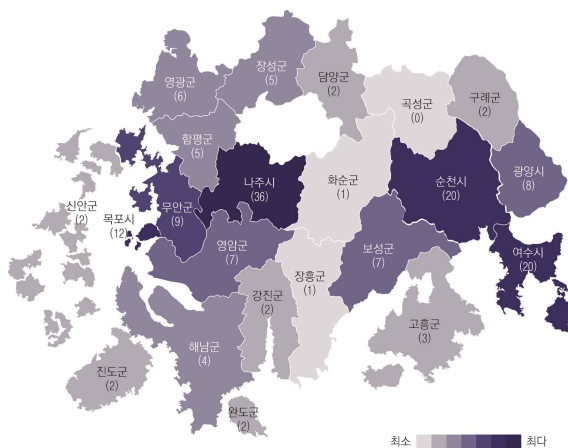 장성군
(5)
담양군
(2)
영광군
(6)
곡성군
(0)
구례군
(2)
함평군
(5)
광양시
(8)
나주시
(36)
화순군
(1)
순천시
(20)
신안군
(2)
목포시
(12)
무안군
(9)
영암군
(7)
보성군
(7)
여수시
(20)
장흥군
(1)
강진군
(2)
고흥군
(3)
해남군
(4)
진도군
(2)
완도군
(2)
최소 최다